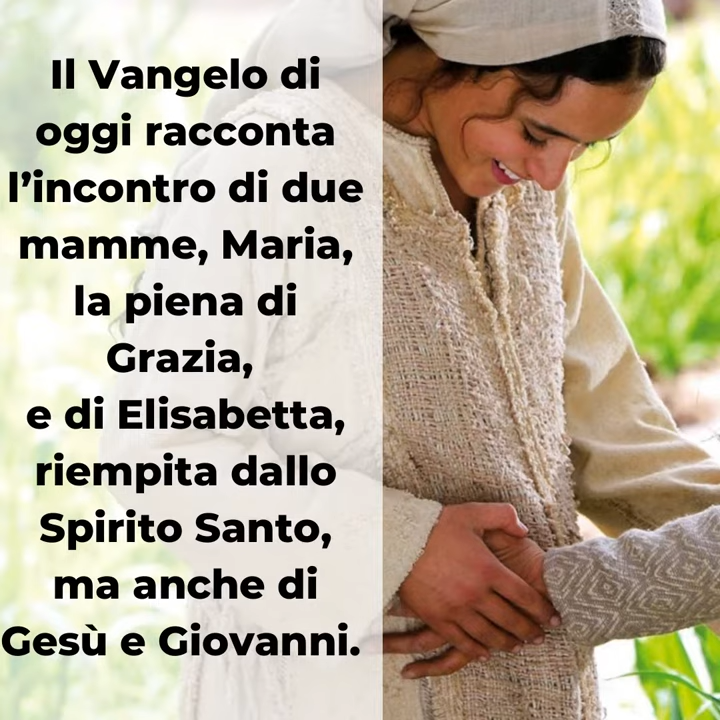 Il Vangelo di
oggi racconta
l’incontro di due
mamme, Maria,
la piena di
Grazia,
e di Elisabetta,
riempita dallo
Spirito Santo,
ma anche di
Gesù e Giovanni.